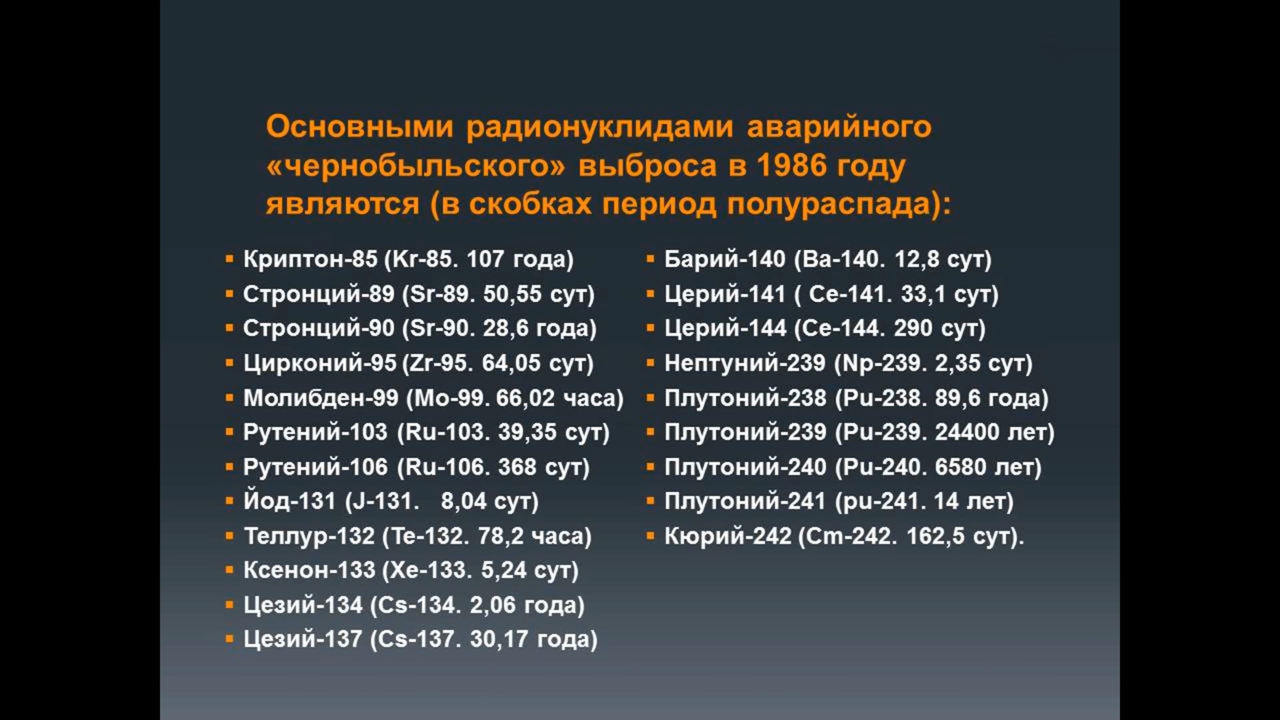 Основными радионуклидами аварийного
«чернобыльского» выброса в 1986 году
являются (в скобках период полураспада):
▪ Криптон-85 (Kr-85. 107 года)
▪ Стронций-89 (Sr-89. 50,55 сут)
▪ Стронций-90 (Sr-90. 28,6 года)
▪ Цирконий-95 (Zr-95. 64,05 сут)
▪ Молибден-99 (Mo-99. 66,02 часа)
▪ Рутений-103 (Ru-103. 39,35 сут)
▪ Рутений-106 (Ru-106. 368 сут)
▪ Йод-131 (J-131. 8,04 сут)
▪ Теллур-132 (Te-132. 78,2 часа)
▪ Ксенон-133 (Xe-133. 5,24 сут)
▪ Цезий-134 (Cs-134. 2,06 года)
▪ Цезий-137 (Cs-137. 30,17 года)
▪ Барий-140 (Ba-140. 12,8 сут)
▪ Церий-141 ( Ce-141. 33,1 сут)
▪ Церий-144 (Ce-144. 290 сут)
▪ Нептуний-239 (Np-239. 2,35 сут)
▪ Плутоний-238 (Pu-238. 89,6 года)
▪ Плутоний-239 (Pu-239. 24400 лет)
▪ Плутоний-240 (Pu-240. 6580 лет)
▪ Плутоний-241 (pu-241. 14 лет)
▪ Кюрий-242 (Cm-242. 162,5 сут).